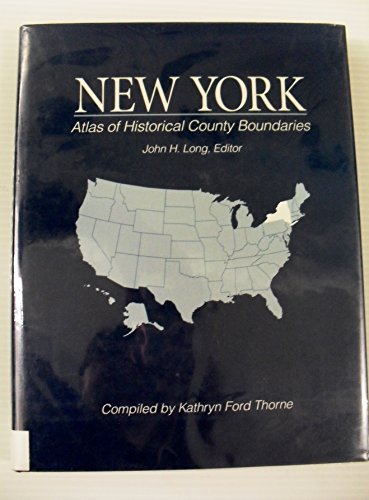 NEW YORK
Atlas of Historical County Boundaries
John H. Long, Editor
Compiled by Kathryn Ford Thorne